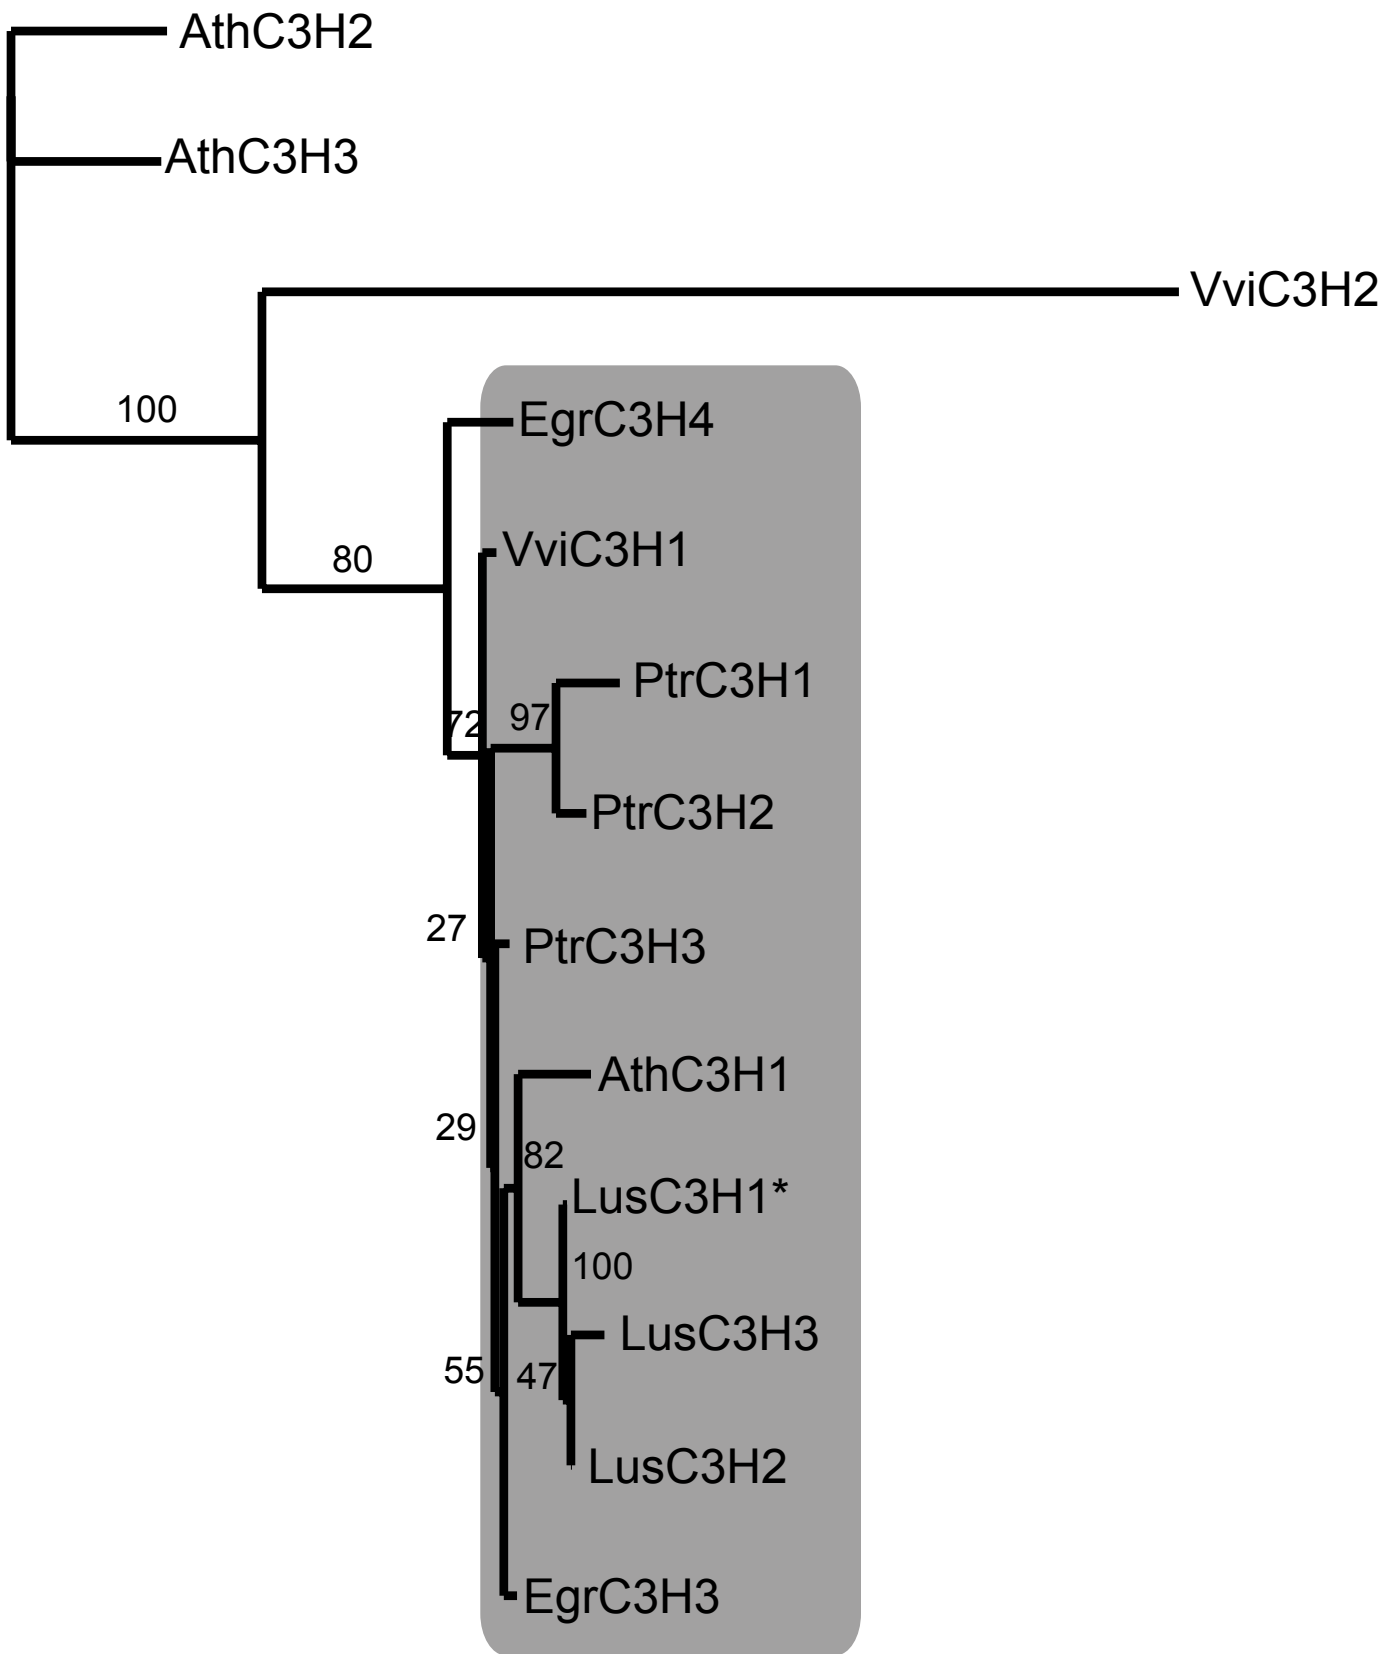 AthC3H2
AthC3H3
VviC3H2
100
EgrC3H4
VviC3H1
80
PtrC3H1
97
72
PtrC3H2
27
PtrC3H3
AthC3H1
29
82
LusC3H1*
100
LusC3H3
55
47
LusC3H2
EgrC3H3